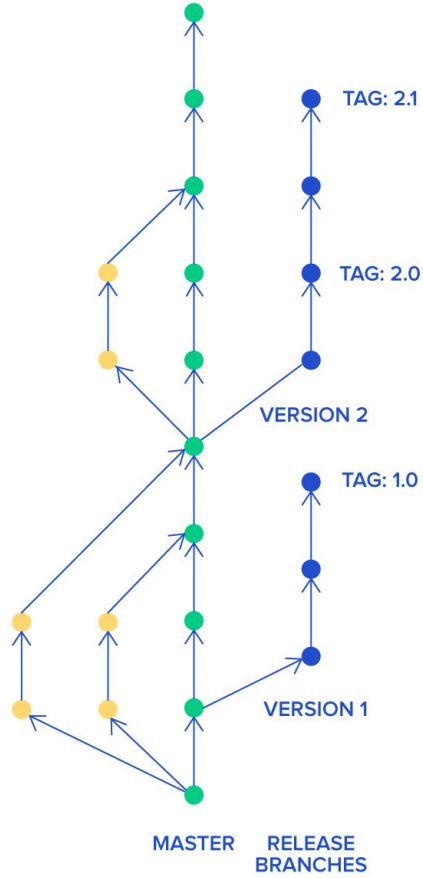 TAG: 2.1
TAG: 2.0
VERSION 2
TAG: 1.0
VERSION 1
MASTER
RELEASE
BRANCHES